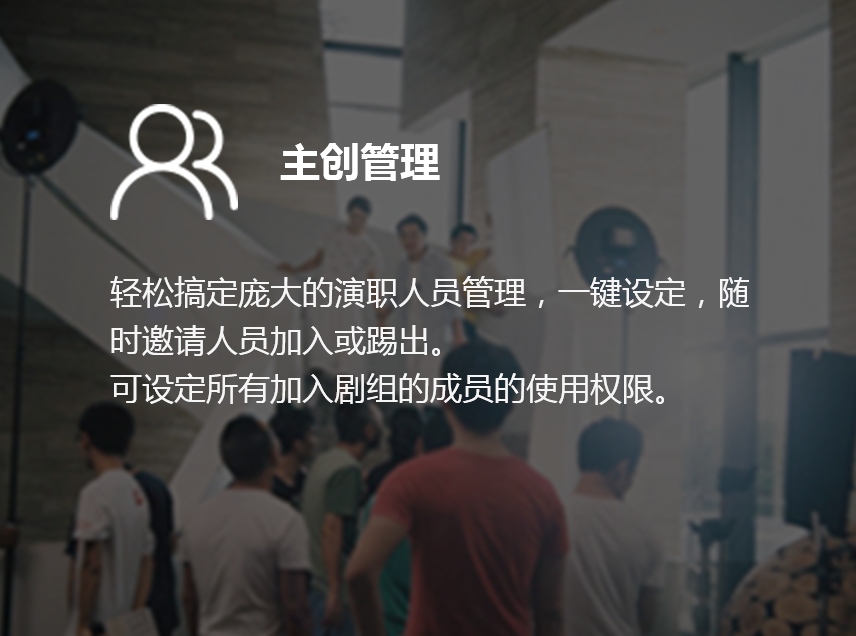 主创管理
轻松搞定庞大的演职人员管理，一键设定，随
时邀请人员加入或踢出。
可设定所有加入剧组的成员的使用权限。